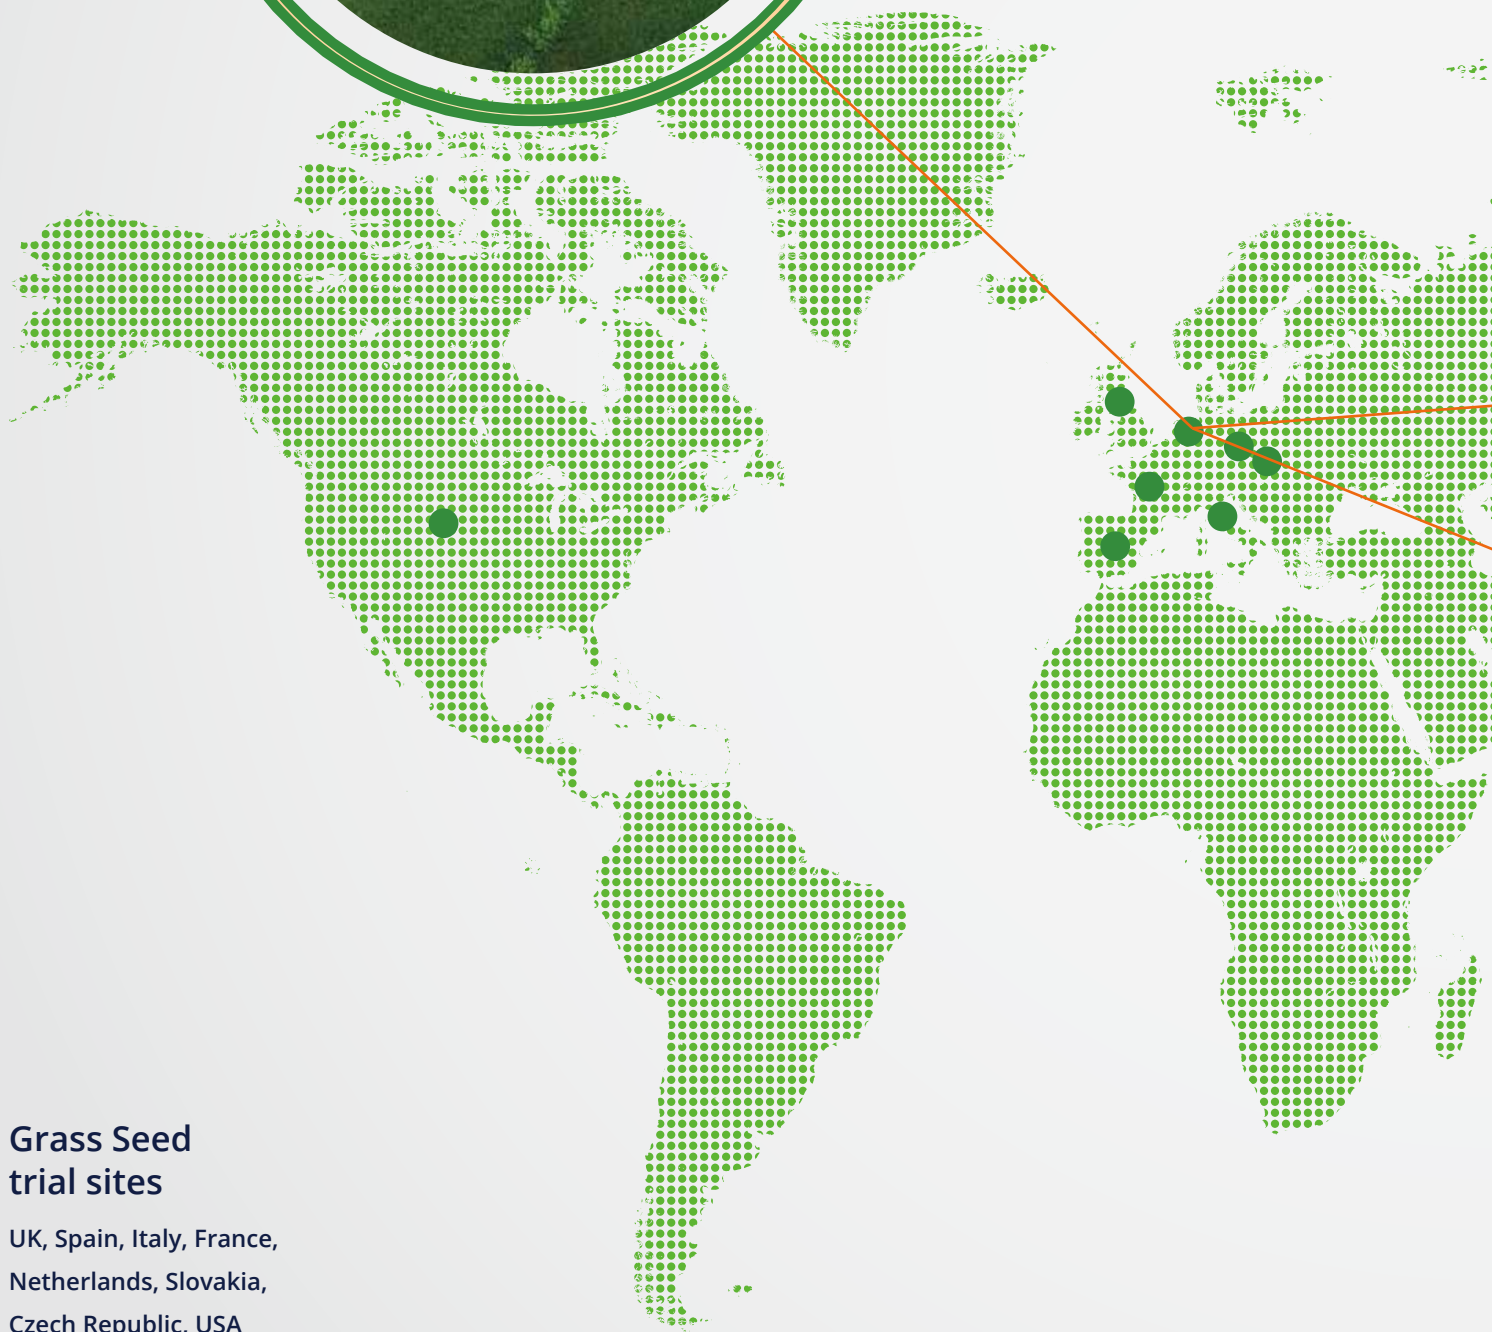 Grass Seed
trial sites
UK, Spain, Italy, France,
Netherlands, Slovakia,
Czech Republic, USA